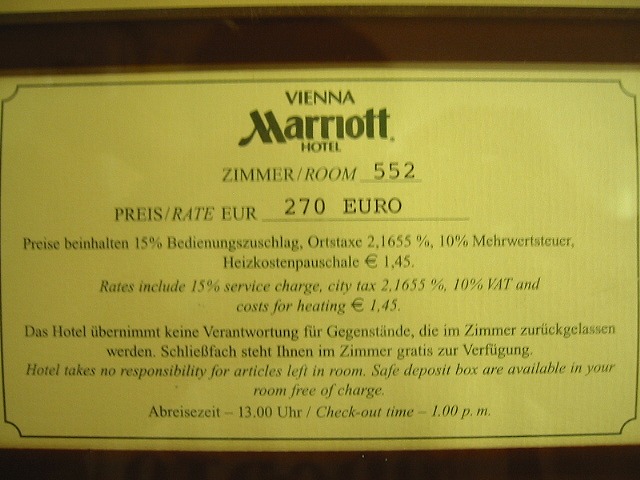 VIENNA
Marriott
HOTEL
ZIMMER/ROOM 552
PREIS/RATE EUR 270 EURO
Preise beinhalten 15% Bedienungszuschlag, Ortstaxe 2,1655 %, 10% Mehrwertsteuer,
Heizkostenpauschale € 1,45.
Rates include 15% service charge, city tax 2,1655 %, 10% VAT and
costs for heating € 1,45.
Das Hotel übernimmt keine Verantwortung für Gegenstände, die im Zimmer zurückgelassen
werden. Schließfach steht Ihnen im Zimmer gratis zur Verfügung.
Hotel takes no responsibility for articles left in room. Safe deposit box are available in your
room free of charge.
Abreisezeit – 13.00 Uhr / Check-out time – 1.00 p. m.